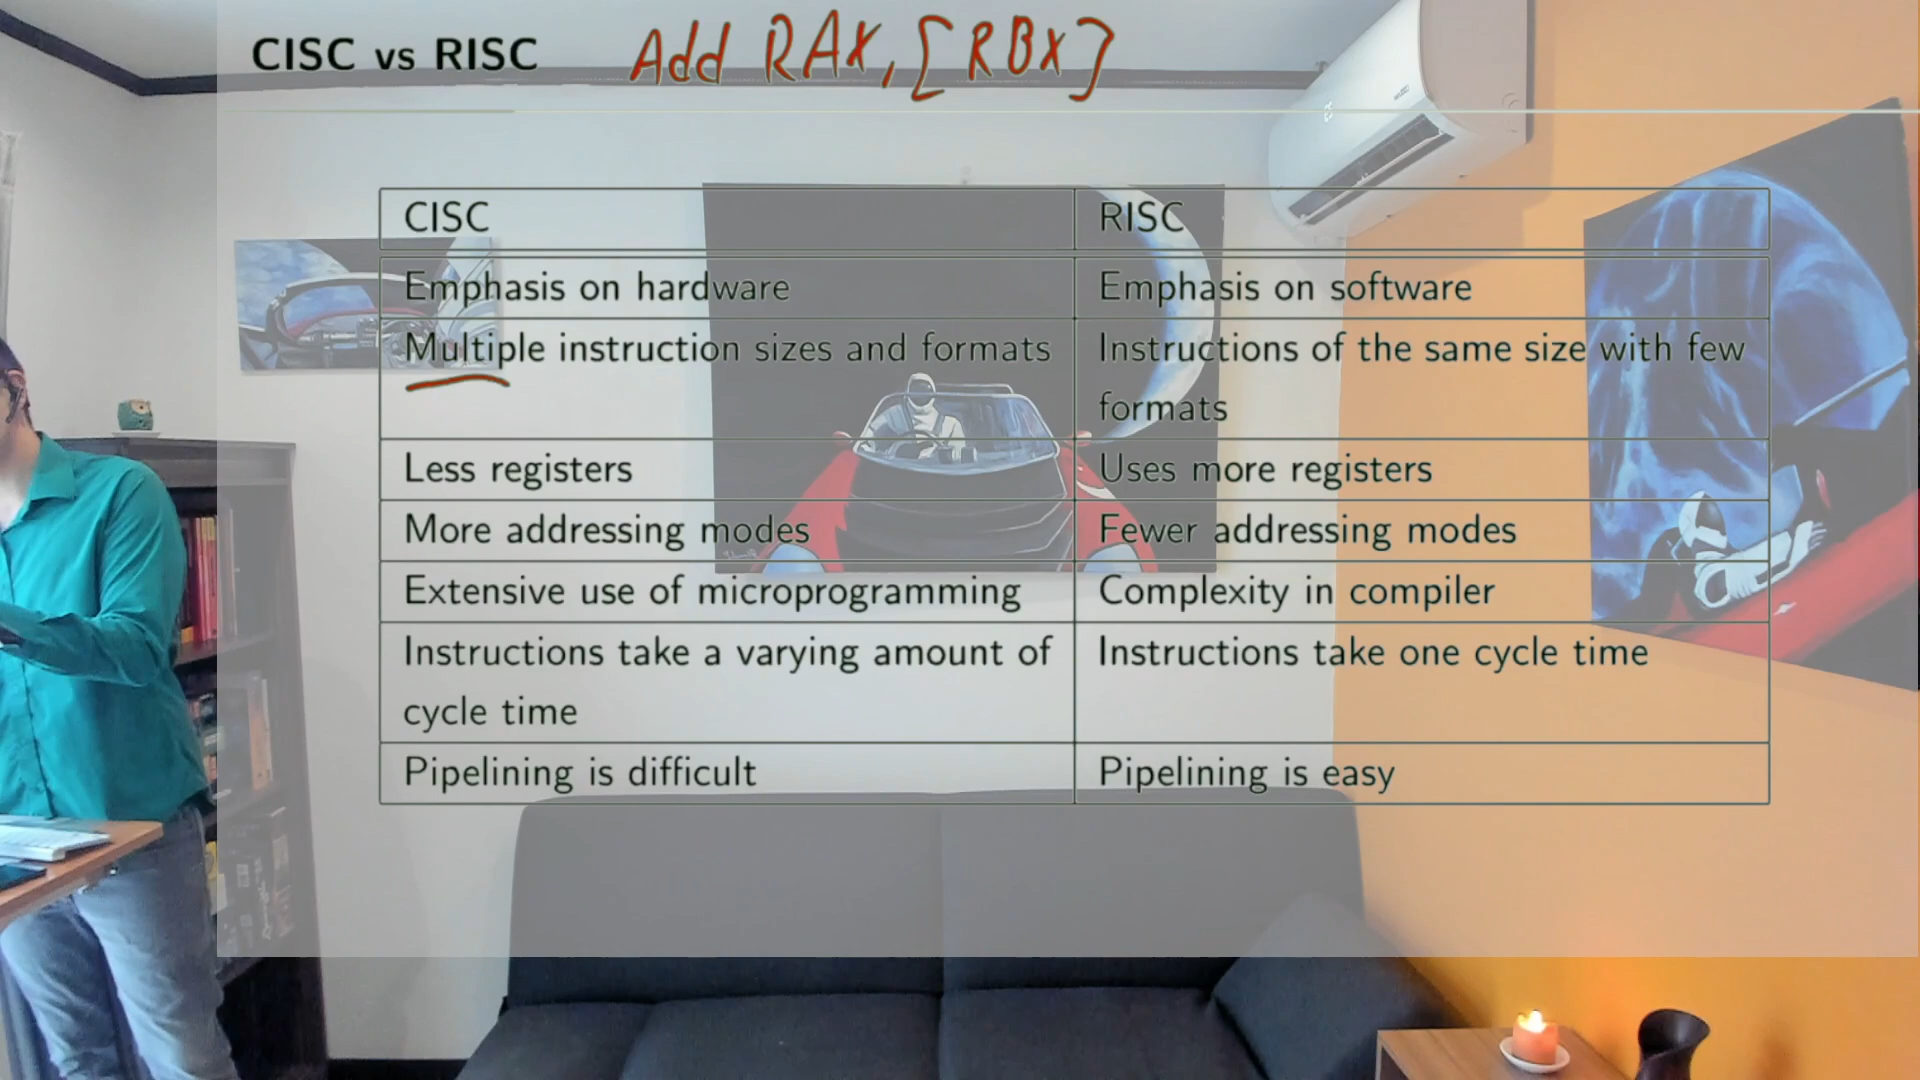 CISC vs RISC
Add RAX, [RBX]
CISC
RISC
Emphasis on hardware
Emphasis on software
Multiple instruction sizes and formats
Instructions of the same size with few
formats
Less registers
Uses more registers
More addressing modes
Fewer addressing modes
Extensive use of microprogramming
Complexity in compiler
Instructions take a varying amount of
cycle time
Instructions take one cycle time
Pipelining is difficult
Pipelining is easy